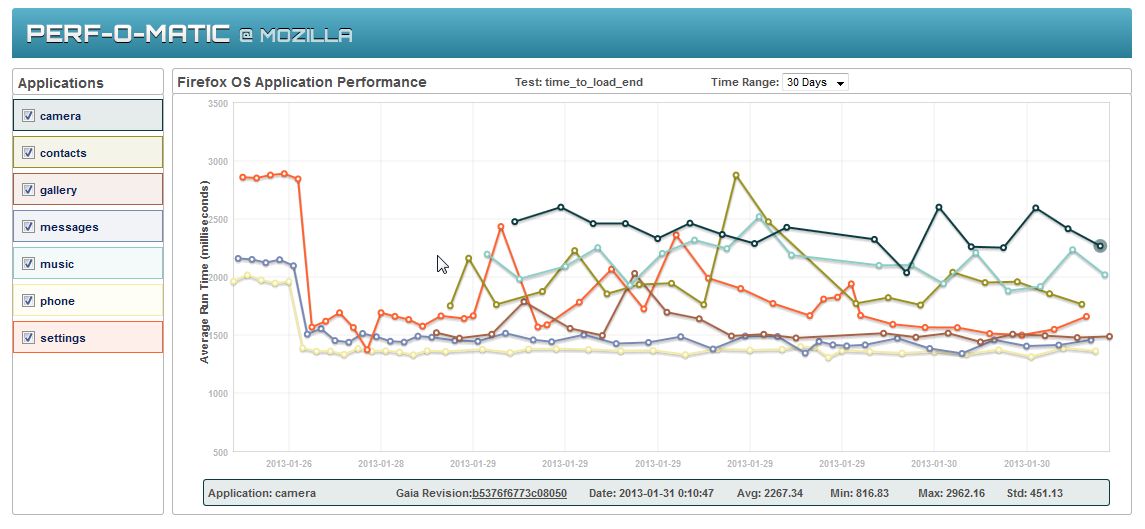 PERF-O-MATIC @ MOZILLA
Applications
camera
contacts
gallery
messages
music
phone
settings
Firefox OS Application Performance Test: time_to_load_end Time Range: 30 Days
Average Run Time (milliseconds)
3500
3000
2500
2000
1500
1000
500
2013-01-26 2013-01-28 2013-01-29 2013-01-29 2013-01-29 2013-01-29 2013-01-29 2013-01-30 2013-01-30
Application: camera Gaia Revision:b5376f6773c08050 Date: 2013-01-31 0:10:47 Avg: 2267.34 Min: 816.83 Max: 2962.16 Std: 451.13